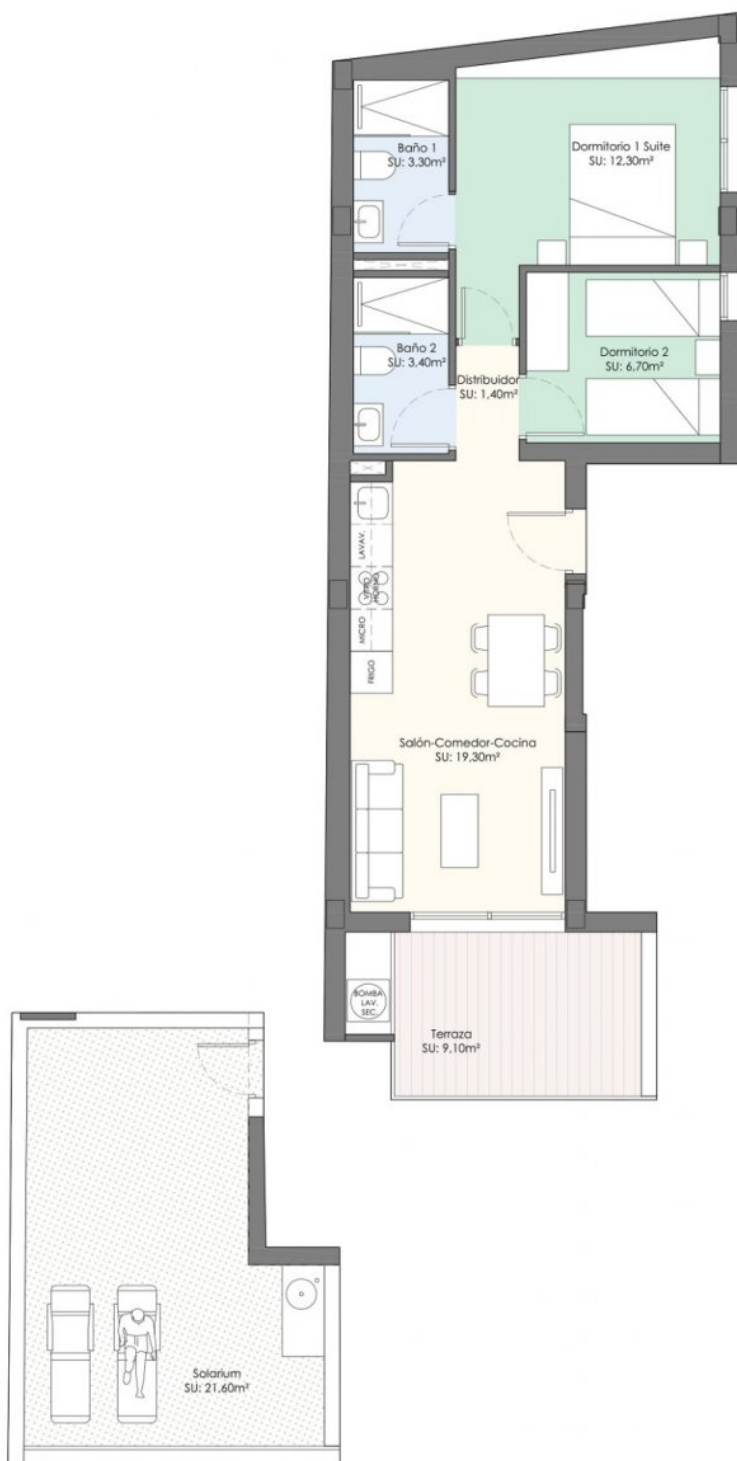 Baño 1
SU: 3,30m²
Dormitorio 1 Suite
SU: 12,30m²
Baño 2
SU: 3,40m²
Dormitorio 2
SU: 6,70m²
Distribuidor
SU: 1,40m²
LAVAV.
VITRO
HORNO
MICRO
FRIGO
Salón-Comedor-Cocina
SU: 19,30m²
BOMBA
LAV.
SEC.
Terraza
SU: 9,10m²
Solarium
SU: 21,60m²